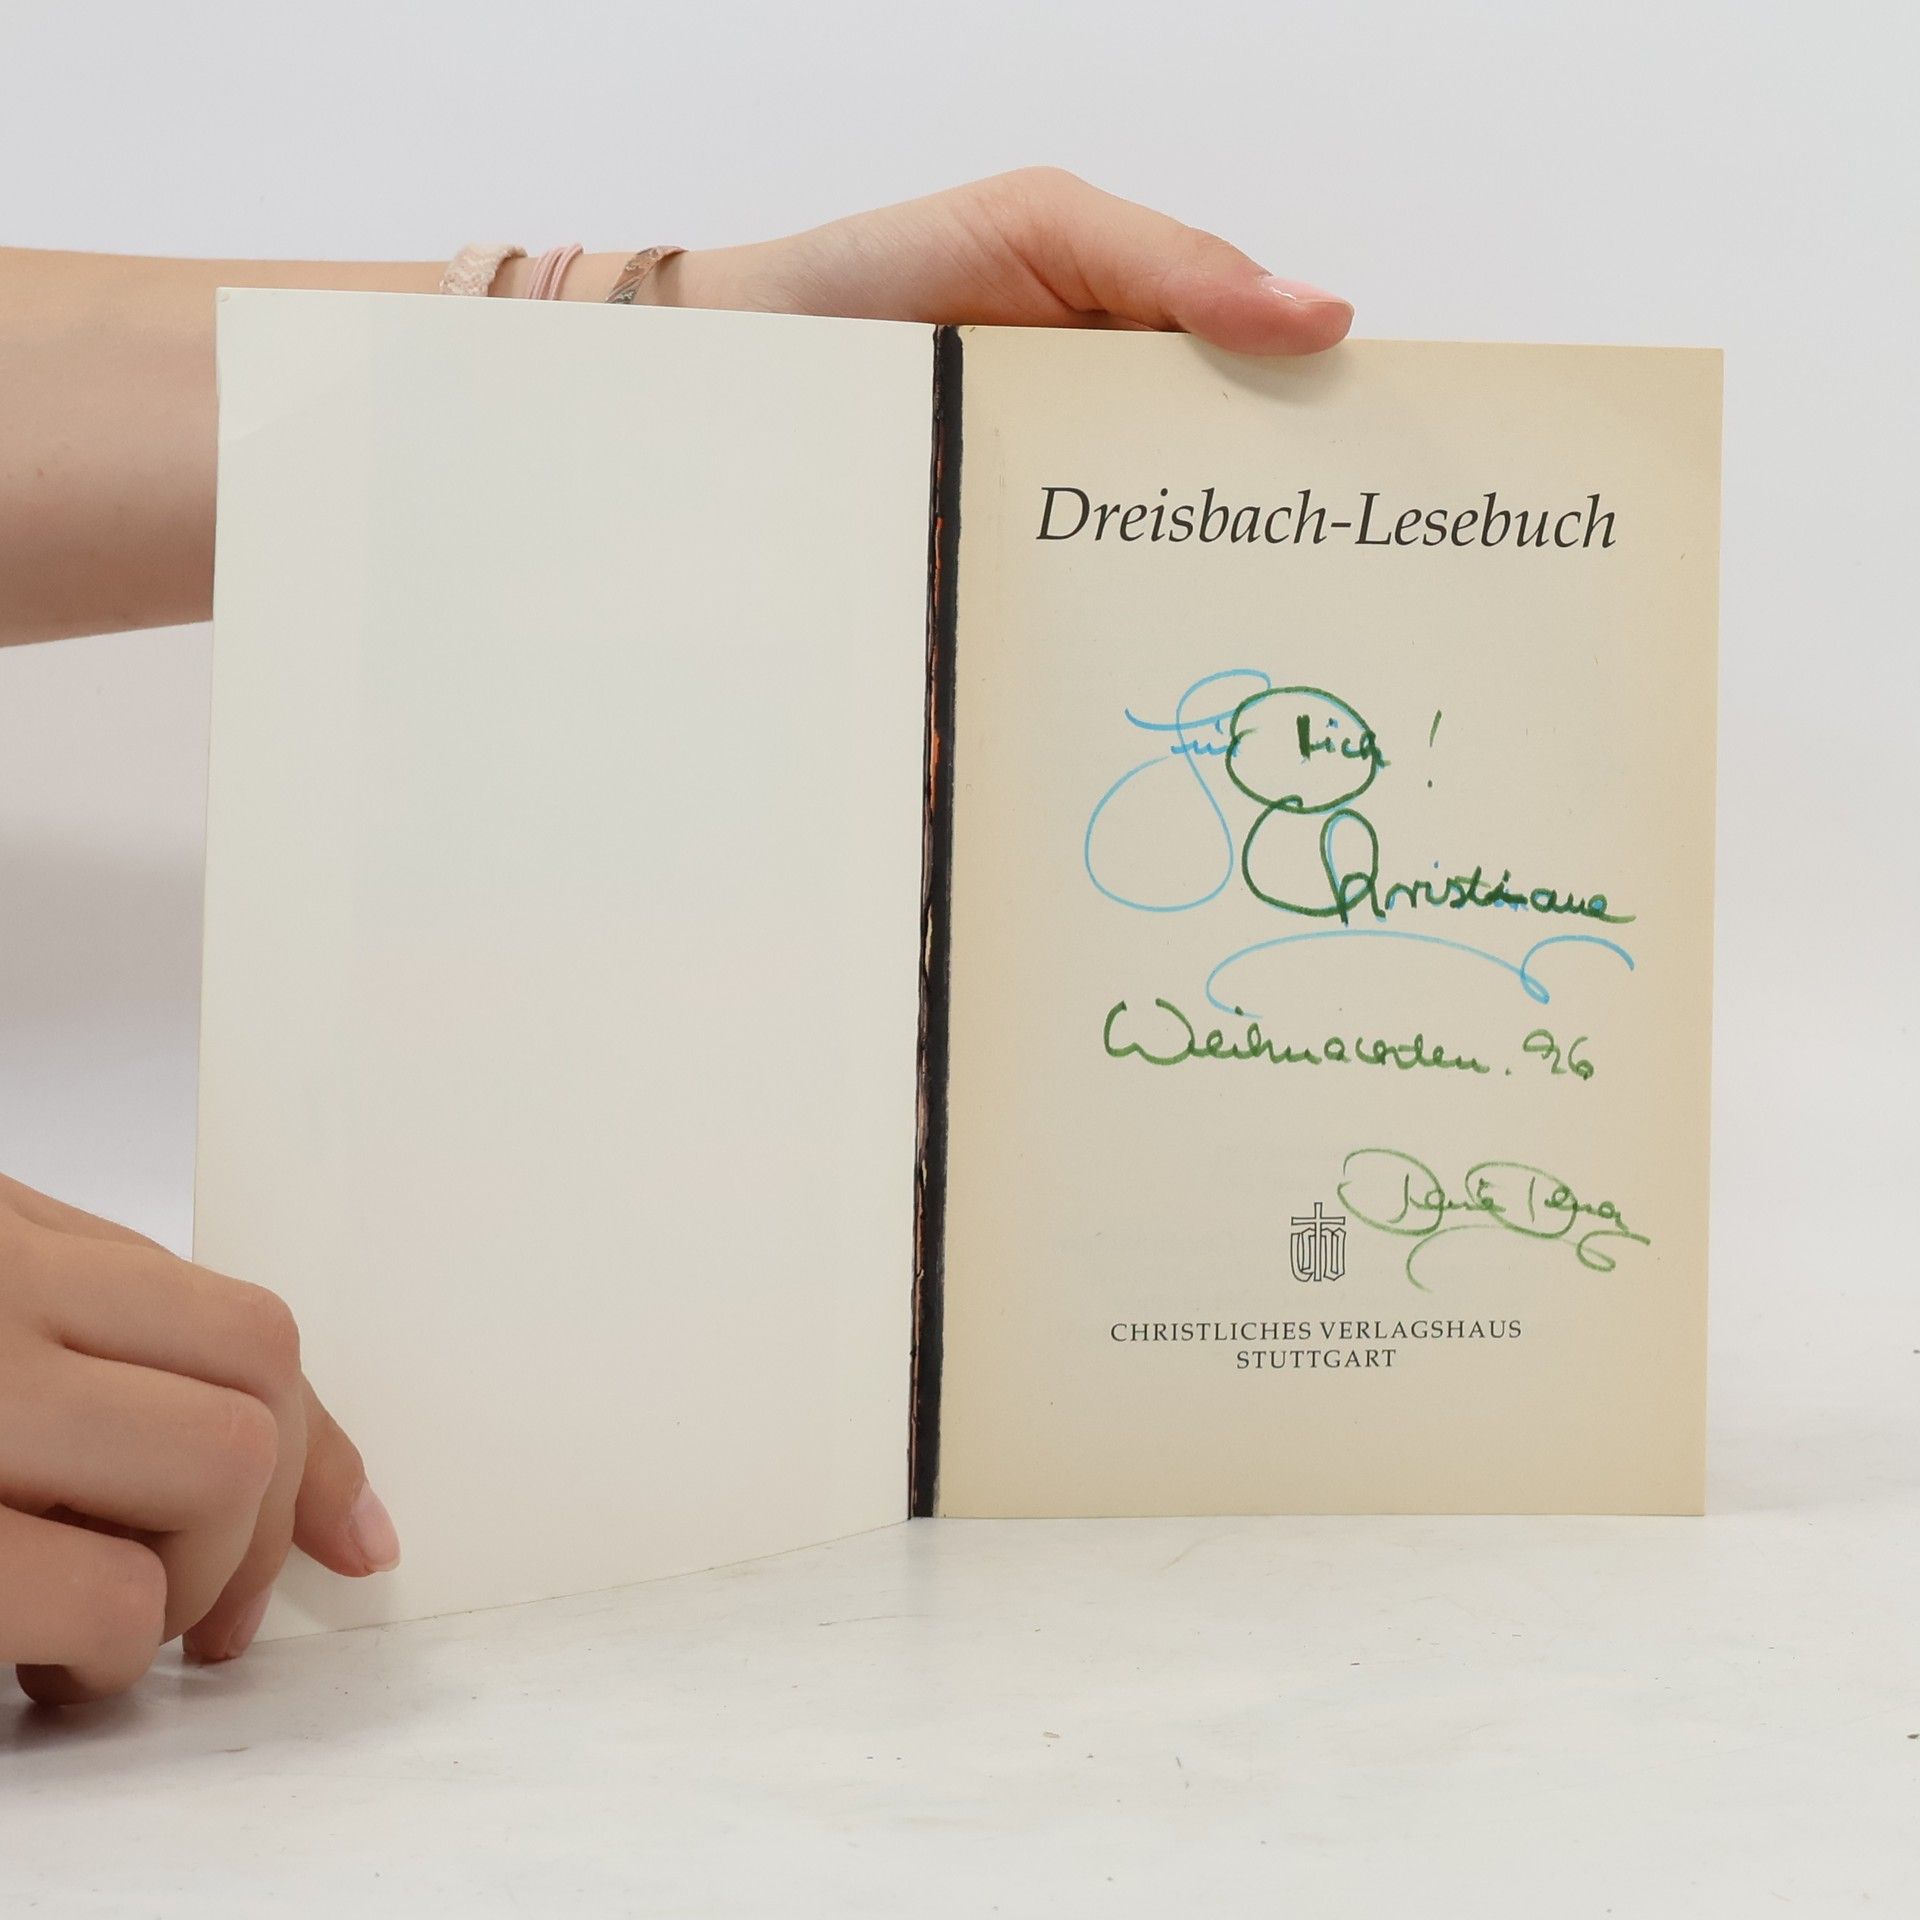 Dreisbach-Lesebuch
Für Dich!
Christiane
Weihnachten. 96
CHRISTLICHES VERLAGSHAUS
STUTTGART